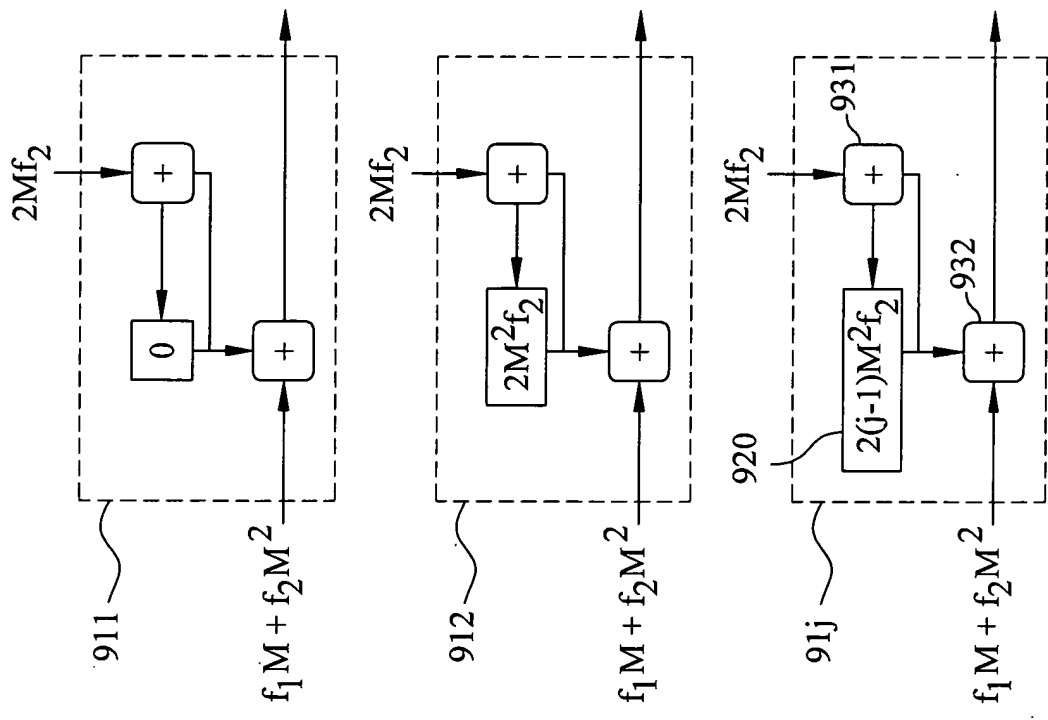 911
2Mf₂
0
+
+
f₁M + f₂M²
912
2Mf₂
2M²f₂
+
+
f₁M + f₂M²
91j
920
2Mf₂
931
2(j-1)M²f₂
+
932
+
f₁M + f₂M²